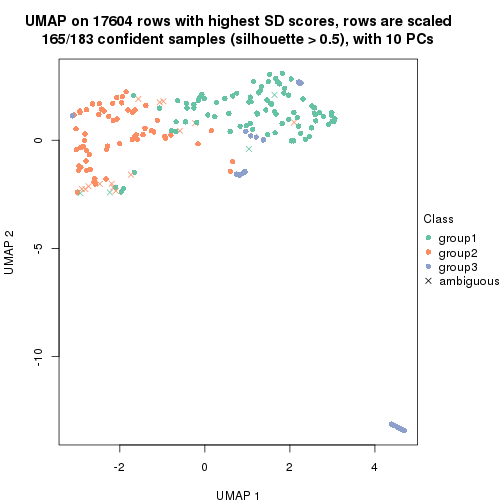 UMAP on 17604 rows with highest SD scores, rows are scaled
165/183 confident samples (silhouette > 0.5), with 10 PCs
0
-5
-10
UMAP 2
-2
0
2
4
UMAP 1
Class
group1
group2
group3
ambiguous